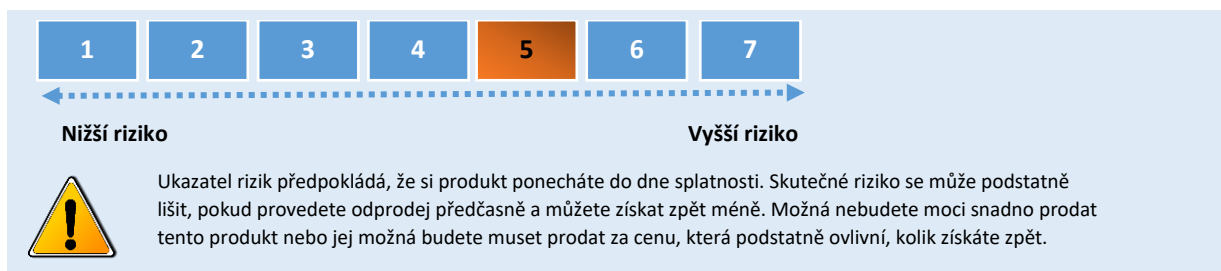 1 2 3 4 5 6 7
Nižší riziko Vyšší riziko
Ukazatel rizik předpokládá, že si produkt ponecháte do dne splatnosti. Skutečné riziko se může podstatně
lišit, pokud provedete odprodej předčasně a můžete získat zpět méně. Možná nebudete moci snadno prodat
tento produkt nebo jej možná budete muset prodat za cenu, která podstatně ovlivní, kolik získáte zpět.